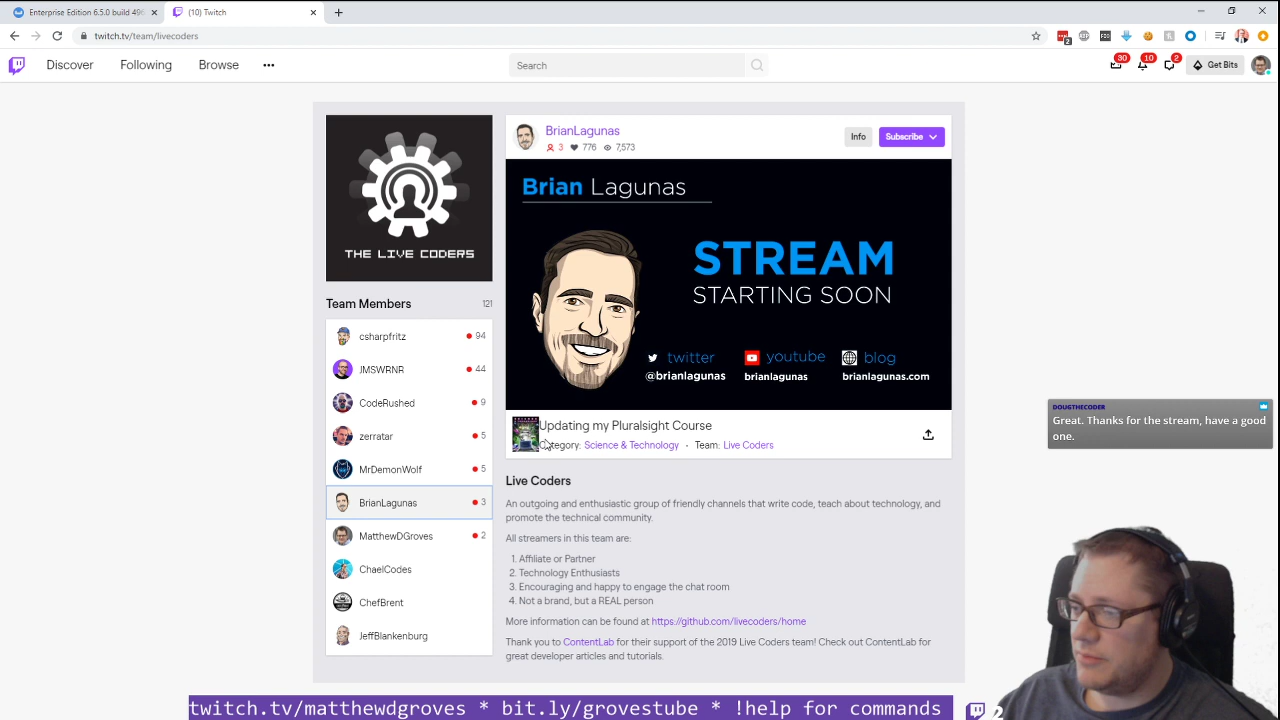 Enterprise Edition 6.5.0 build 496
(10) Twitch
twitch.tv/team/livecoders
2
Discover
Following
Browse
Search
30
10
2
Get Bits
THE LIVE CODERS
Team Members
121
csharpfritz
94
JMSWRNR
44
CodeRushed
9
zerratar
5
MrDemonWolf
5
BrianLagunas
3
MatthewDGroves
2
ChaelCodes
ChefBrent
JeffBlankenburg
BrianLagunas
3 776 7,573
Info
Subscribe
Brian Lagunas
STREAM
STARTING SOON
twitter
@brianlagunas
youtube
brianlagunas
blog
brianlagunas.com
Updating my Pluralsight Course
Category: Science & Technology · Team: Live Coders
Live Coders
An outgoing and enthusiastic group of friendly channels that write code, teach about technology, and
promote the technical community.
All streamers in this team are:
1. Affiliate or Partner
2. Technology Enthusiasts
3. Encouraging and happy to engage the chat room
4. Not a brand, but a REAL person
More information can be found at https://github.com/livecoders/home
Thank you to ContentLab for their support of the 2019 Live Coders team! Check out ContentLab for
great developer articles and tutorials.
DOUGTHECODER
Great. Thanks for the stream, have a good
one.
twitch.tv/matthewdgroves * bit.ly/grovestube * !help for commands
2